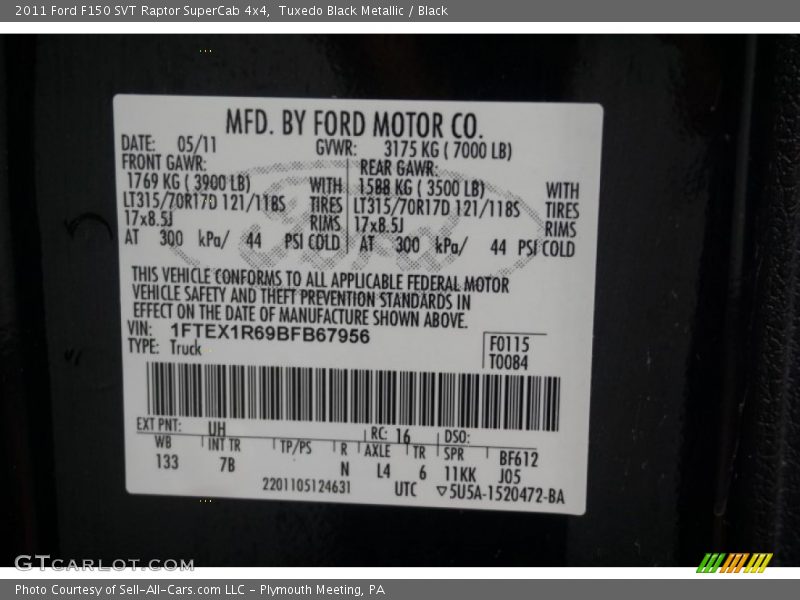 2011 Ford F150 SVT Raptor SuperCab 4x4, Tuxedo Black Metallic / Black
MFD. BY FORD MOTOR CO.
DATE: 05/11 GVWR: 3175 KG ( 7000 LB)
FRONT GAWR: REAR GAWR:
1769 KG ( 3900 LB) WITH 1588 KG ( 3500 LB) WITH
LT315/70R17D 121/118S TIRES LT315/70R17D 121/118S TIRES
17x8.5J RIMS 17x8.5J RIMS
AT 300 kPa/ 44 PSI COLD AT 300 kPa/ 44 PSI COLD
THIS VEHICLE CONFORMS TO ALL APPLICABLE FEDERAL MOTOR
VEHICLE SAFETY AND THEFT PREVENTION STANDARDS IN
EFFECT ON THE DATE OF MANUFACTURE SHOWN ABOVE.
VIN: 1FTEX1R69BFB67956
TYPE: Truck
F0115
T0084
EXT PNT: UH RC: 16 DSO:
WB INT TR TP/PS R AXLE TR SPR BF612
133 7B N L4 6 11KK J05
2201105124631 UTC ▽5U5A-1520472-BA
GTCARLOT.COM
Photo Courtesy of Sell-All-Cars.com LLC - Plymouth Meeting, PA